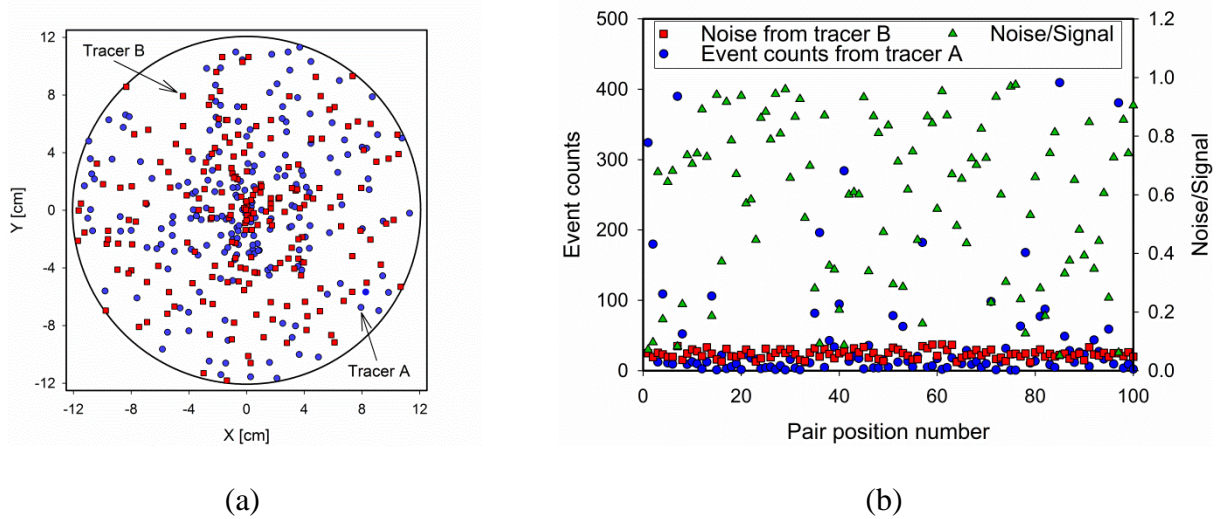 12
8
4
0
-4
-8
-12
Y [cm]
Tracer B
Tracer A
-12 -8 -4 0 4 8 12
X [cm]
500
400
300
200
100
0
Event counts
Noise from tracer B
Event counts from tracer A
Noise/Signal
1.2
1.0
0.8
0.6
0.4
0.2
0.0
Noise/Signal
0 20 40 60 80 100
Pair position number
(a)
(b)